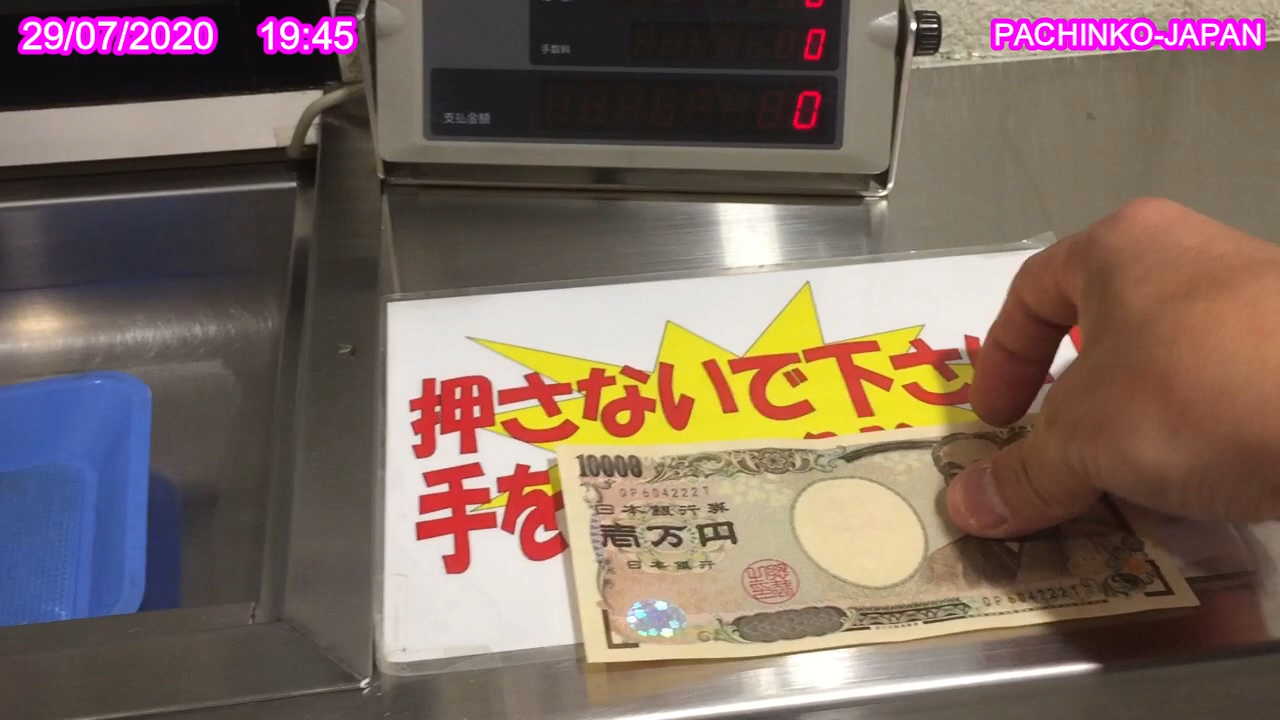 29/07/2020 19:45
PACHINKO-JAPAN
0
手数料 0
支払金額 0
押さないで下さ
手を
10000
QP604222T
日本銀行券
壱万円
日本銀行
QP604222T